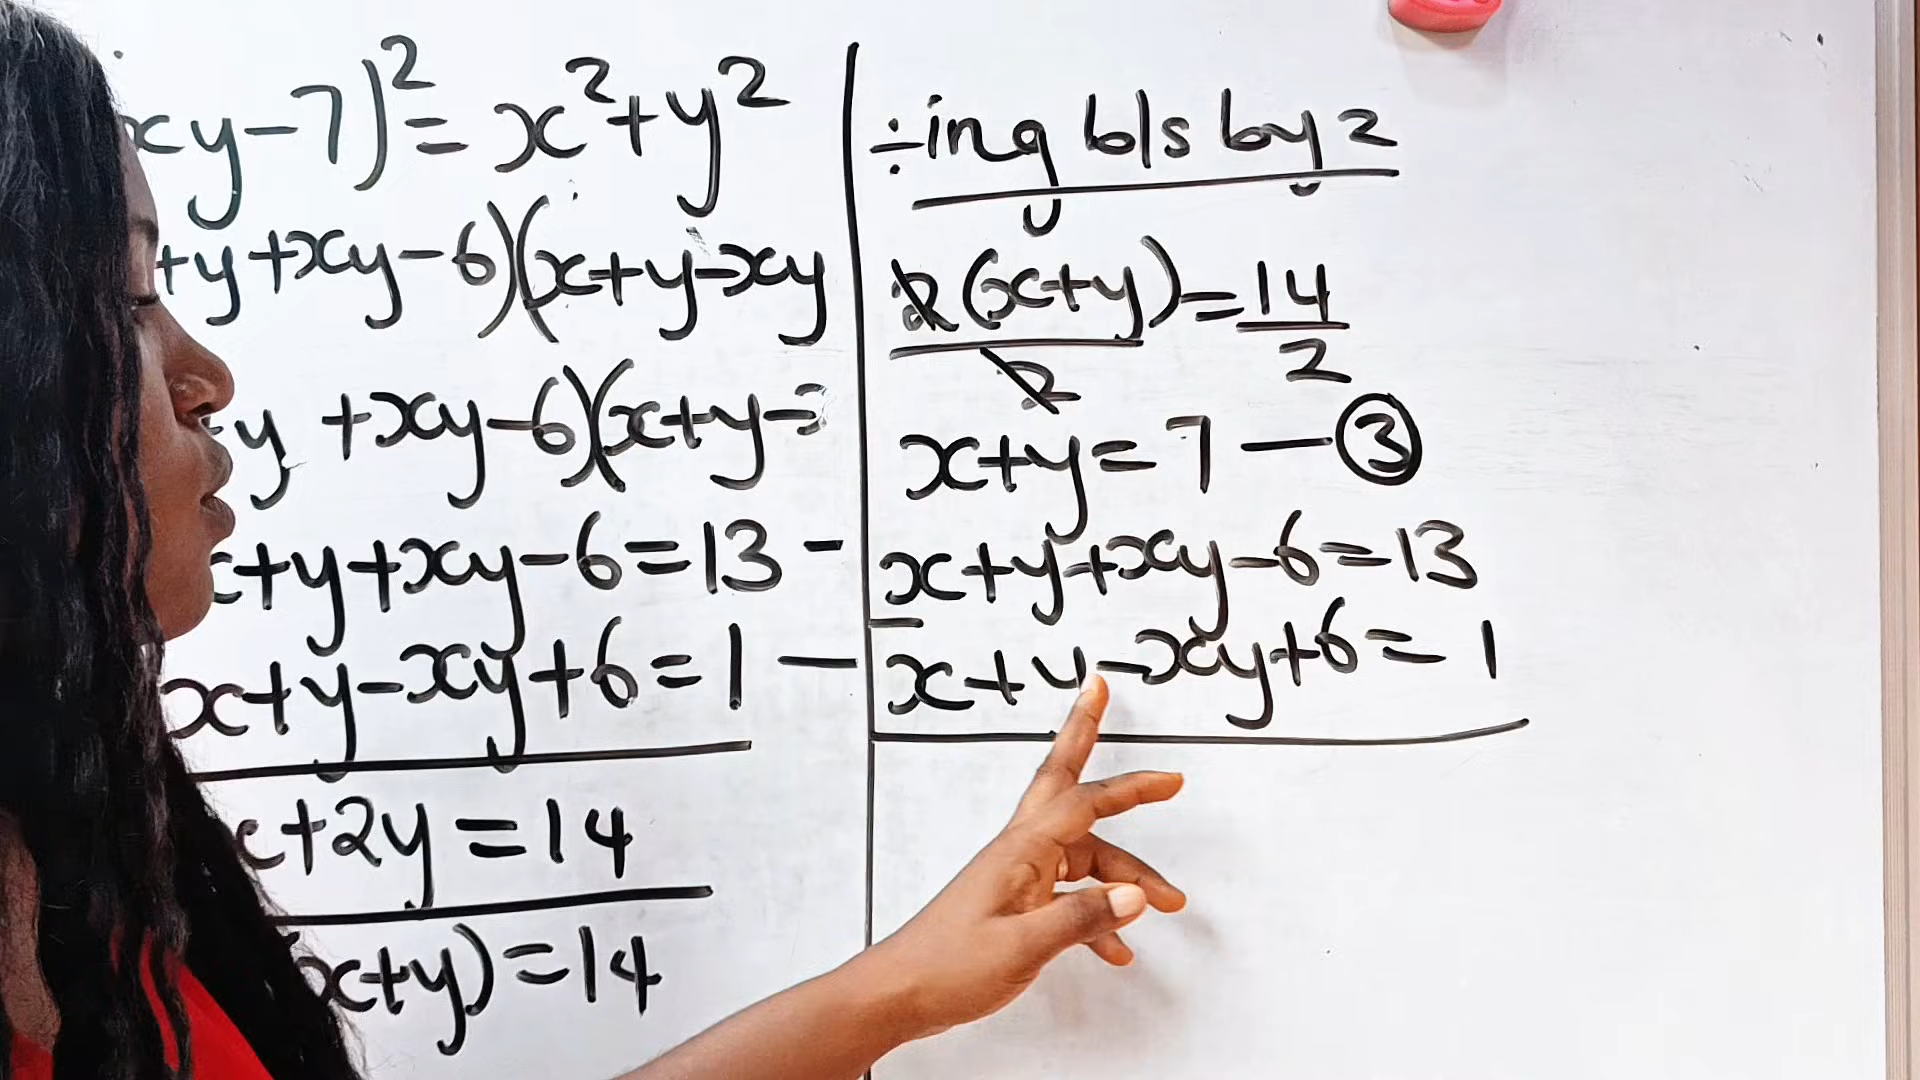 xy-7)² = x²+y²
+y+xy-6)(x+y-xy
y +xy-6)(x+y-
x+y+xy-6=13 -
x+y-xy+6=1 —
x+2y=14
(x+y)=14
÷ing b/s by 2
2(x+y)=14
2 2
x+y=7 — ③
x+y+xy-6=13
-
x+y-xy+6=1